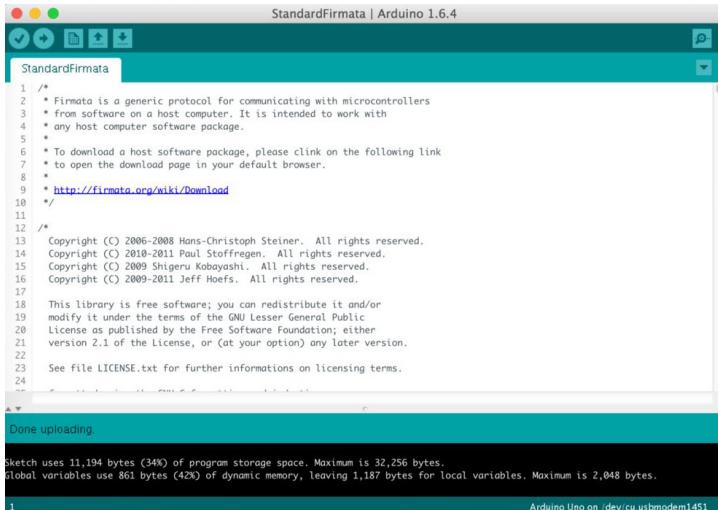 StandardFirmata | Arduino 1.6.4
StandardFirmata
1 /*
2 * Firmata is a generic protocol for communicating with microcontrollers
3 * from software on a host computer. It is intended to work with
4 * any host computer software package.
5 *
6 * To download a host software package, please clink on the following link
7 * to open the download page in your default browser.
8 *
9 * http://firmata.org/wiki/Download
10 */
11
12 /*
13 Copyright (C) 2006-2008 Hans-Christoph Steiner. All rights reserved.
14 Copyright (C) 2010-2011 Paul Stoffregen. All rights reserved.
15 Copyright (C) 2009 Shigeru Kobayashi. All rights reserved.
16 Copyright (C) 2009-2011 Jeff Hoefs. All rights reserved.
17
18 This library is free software; you can redistribute it and/or
19 modify it under the terms of the GNU Lesser General Public
20 License as published by the Free Software Foundation; either
21 version 2.1 of the License, or (at your option) any later version.
22
23 See file LICENSE.txt for further informations on licensing terms.
24
Done uploading.
Sketch uses 11,194 bytes (34%) of program storage space. Maximum is 32,256 bytes.
Global variables use 861 bytes (42%) of dynamic memory, leaving 1,187 bytes for local variables. Maximum is 2,048 bytes.
1 Arduino Uno on /dev/cu.usbmodem1451